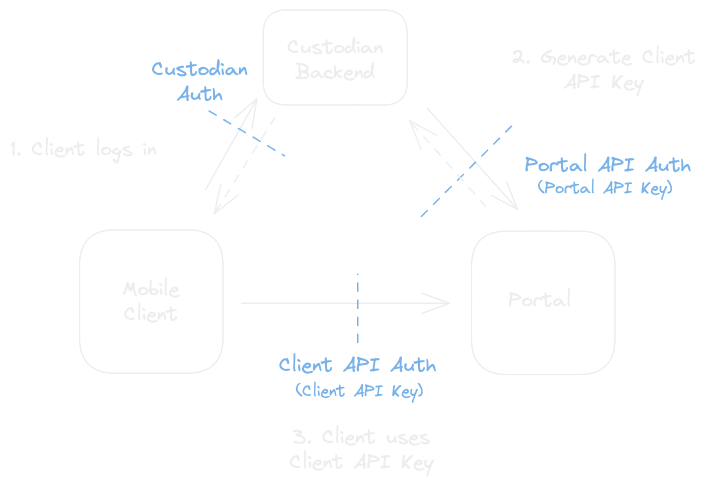 Custodian
Backend
Custodian
Auth
2. Generate Client
API Key
1. Client logs in
Portal API Auth
(Portal API Key)
Mobile
Client
Portal
Client API Auth
(Client API Key)
3. Client uses
Client API Key